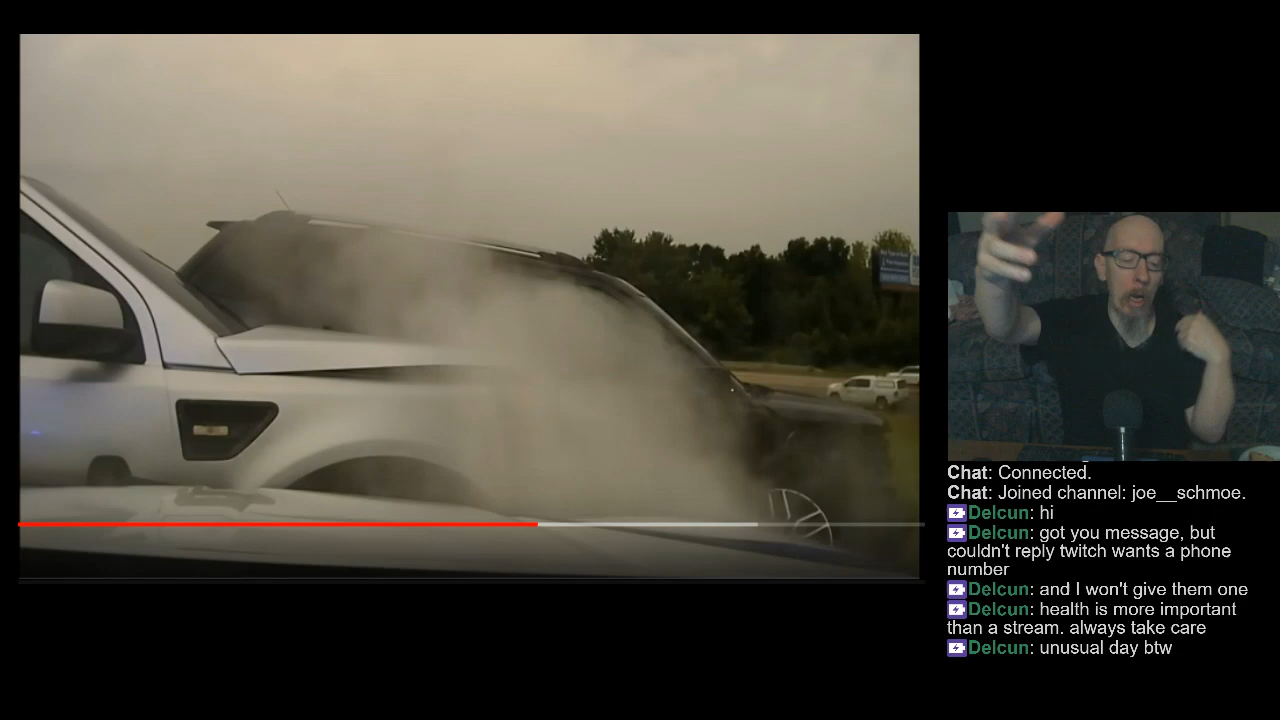 Chat: Connected.
Chat: Joined channel: joe__schmoe.
Delcun: hi
Delcun: got you message, but
couldn't reply twitch wants a phone
number
Delcun: and I won't give them one
Delcun: health is more important
than a stream. always take care
Delcun: unusual day btw